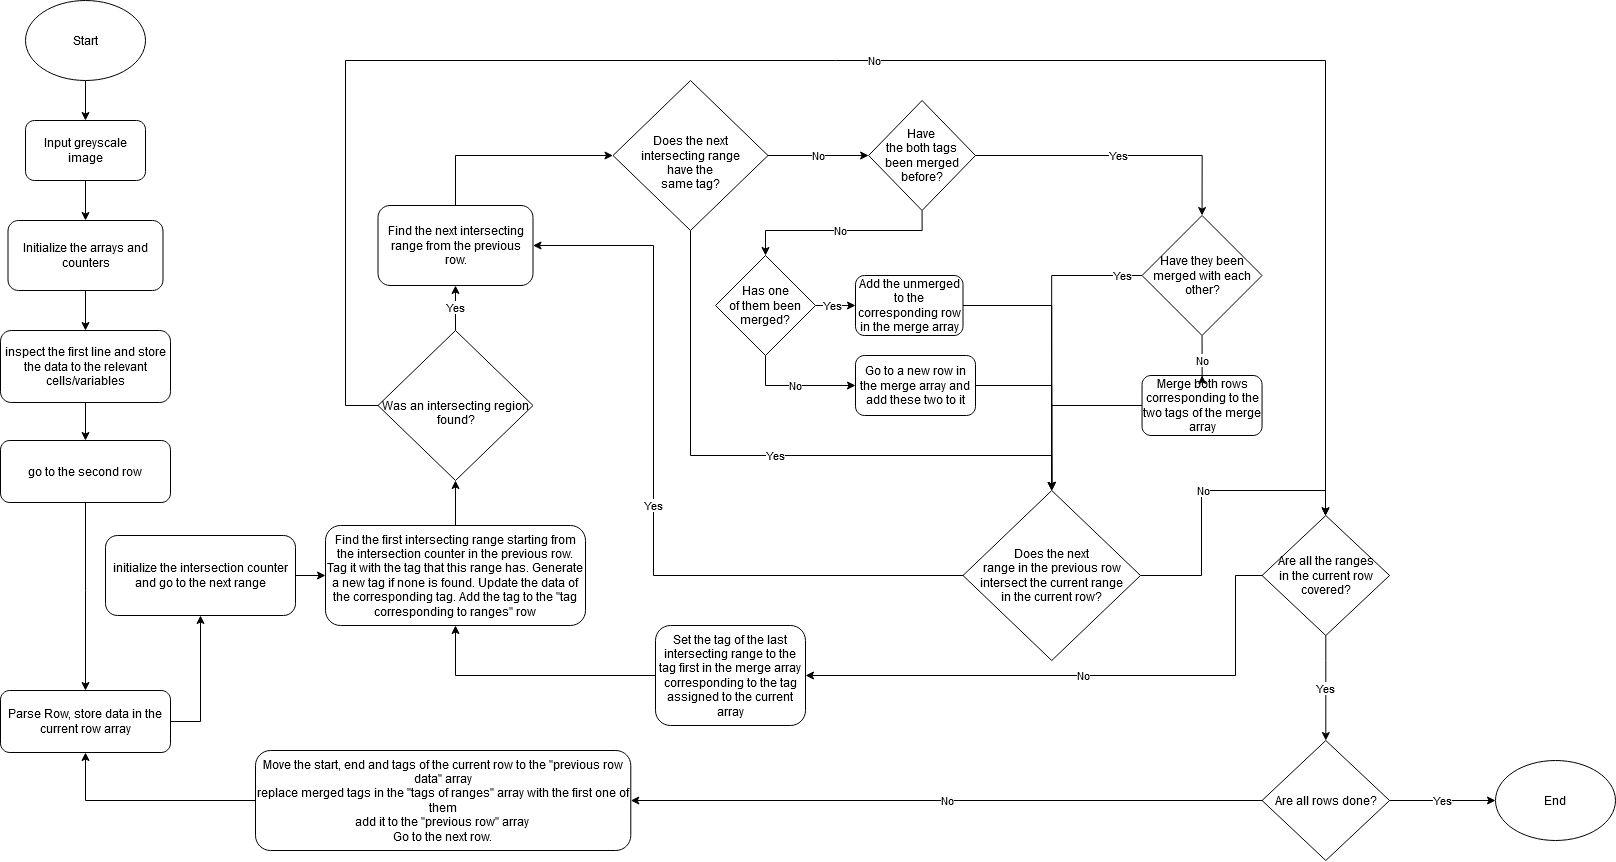 Start
Input greyscale
image
Initialize the arrays and
counters
inspect the first line and store
the data to the relevant
cells/variables
go to the second row
Parse Row, store data in the
current row array
initialize the intersection counter
and go to the next range
Find the first intersecting range starting from
the intersection counter in the previous row.
Tag it with the tag that this range has. Generate
a new tag if none is found. Update the data of
the corresponding tag. Add the tag to the "tag
corresponding to ranges" row
Was an intersecting region
found?
Yes
No
Find the next intersecting
range from the previous
row.
Does the next
intersecting range
have the
same tag?
No
Yes
Have
the both tags
been merged
before?
Yes
No
Has one
of them been
merged?
Yes
No
Add the unmerged
to the
corresponding row
in the merge array
Go to a new row in
the merge array and
add these two to it
Have they been
merged with each
other?
Yes
No
Merge both rows
corresponding to the
two tags of the merge
array
Does the next
range in the previous row
intersect the current range
in the current row?
Yes
No
Are all the ranges
in the current row
covered?
No
Yes
Set the tag of the last
intersecting range to the
tag first in the merge array
corresponding to the tag
assigned to the current
array
Are all rows done?
No
Yes
Move the start, end and tags of the current row to the "previous row
data" array
replace merged tags in the "tags of ranges" array with the first one of
them
add it to the "previous row" array
Go to the next row.
End